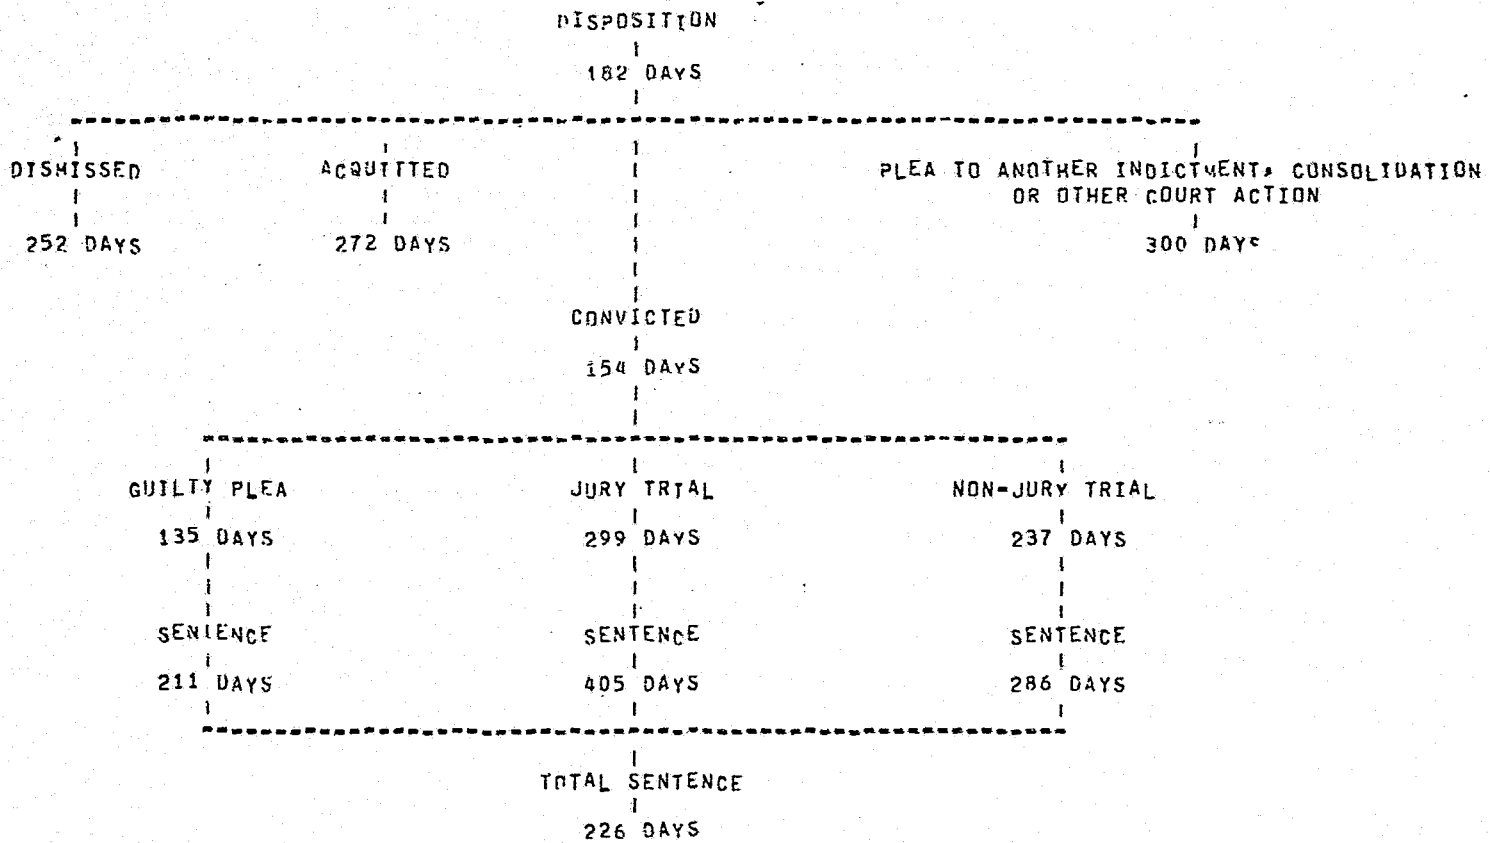 DISPOSITION
182 DAYS
DISMISSED ACQUITTED PLEA TO ANOTHER INDICTMENT, CONSOLIDATION
OR OTHER COURT ACTION
252 DAYS 272 DAYS 300 DAYS
CONVICTED
154 DAYS
GUILTY PLEA JURY TRIAL NON-JURY TRIAL
135 DAYS 299 DAYS 237 DAYS
SENTENCE SENTENCE SENTENCE
211 DAYS 405 DAYS 286 DAYS
TOTAL SENTENCE
226 DAYS